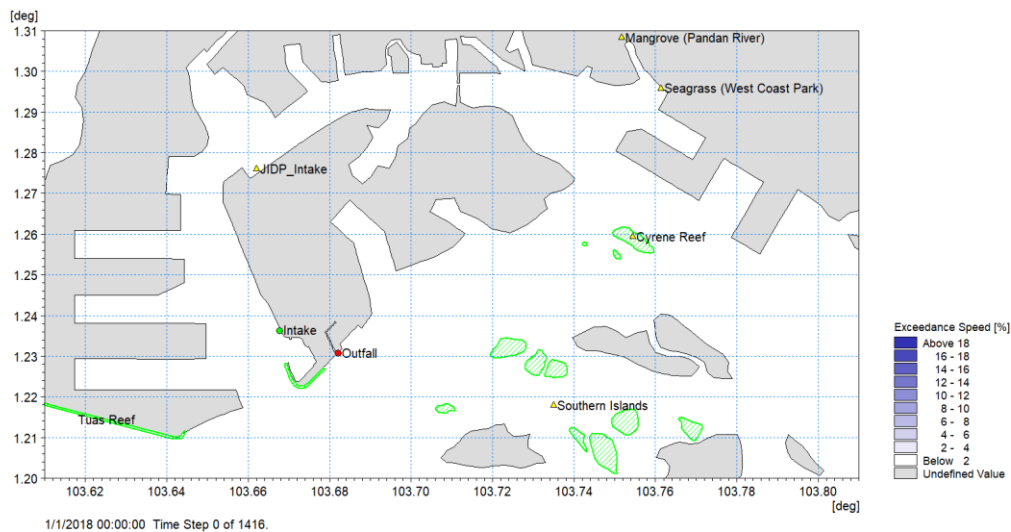 [deg]
1.31
1.30
1.29
1.28
1.27
1.26
1.25
1.24
1.23
1.22
1.21
1.20
Mangrove (Pandan River)
Seagrass (West Coast Park)
JIDP_Intake
Cyrene Reef
Intake
Outfall
Southern Islands
Tuas Reef
103.62 103.64 103.66 103.68 103.70 103.72 103.74 103.76 103.78 103.80
[deg]
Exceedance Speed [%]
Above 18
16 - 18
14 - 16
12 - 14
10 - 12
8 - 10
6 - 8
4 - 6
2 - 4
Below 2
Undefined Value
1/1/2018 00:00:00 Time Step 0 of 1416.